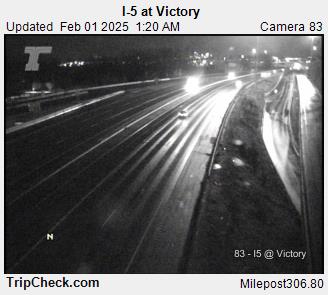 I-5 at Victory
Updated Feb 01 2025 1:20 AM Camera 83
T
N
83 - I5 @ Victory
TripCheck.com Milepost306.80